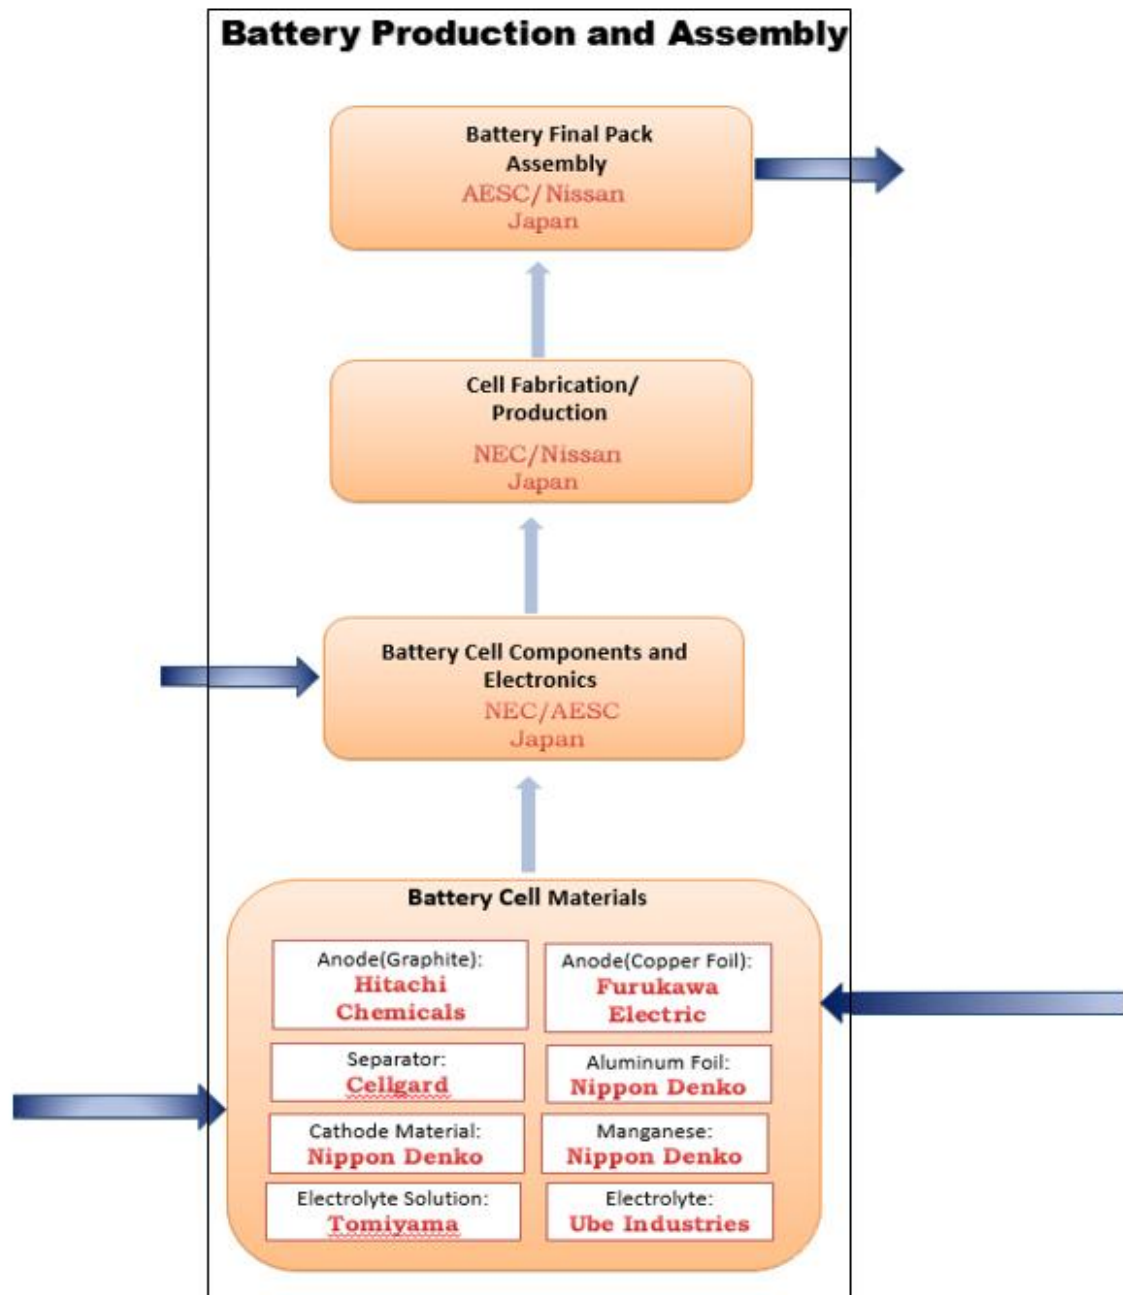 Battery Production and Assembly
Battery Final Pack
Assembly
AESC/Nissan
Japan
Cell Fabrication/
Production
NEC/Nissan
Japan
Battery Cell Components and
Electronics
NEC/AESC
Japan
Battery Cell Materials
Anode(Graphite):
Hitachi
Chemicals
Anode(Copper Foil):
Furukawa
Electric
Separator:
Cellgard
Aluminum Foil:
Nippon Denko
Cathode Material:
Nippon Denko
Manganese:
Nippon Denko
Electrolyte Solution:
Tomiyama
Electrolyte:
Ube Industries